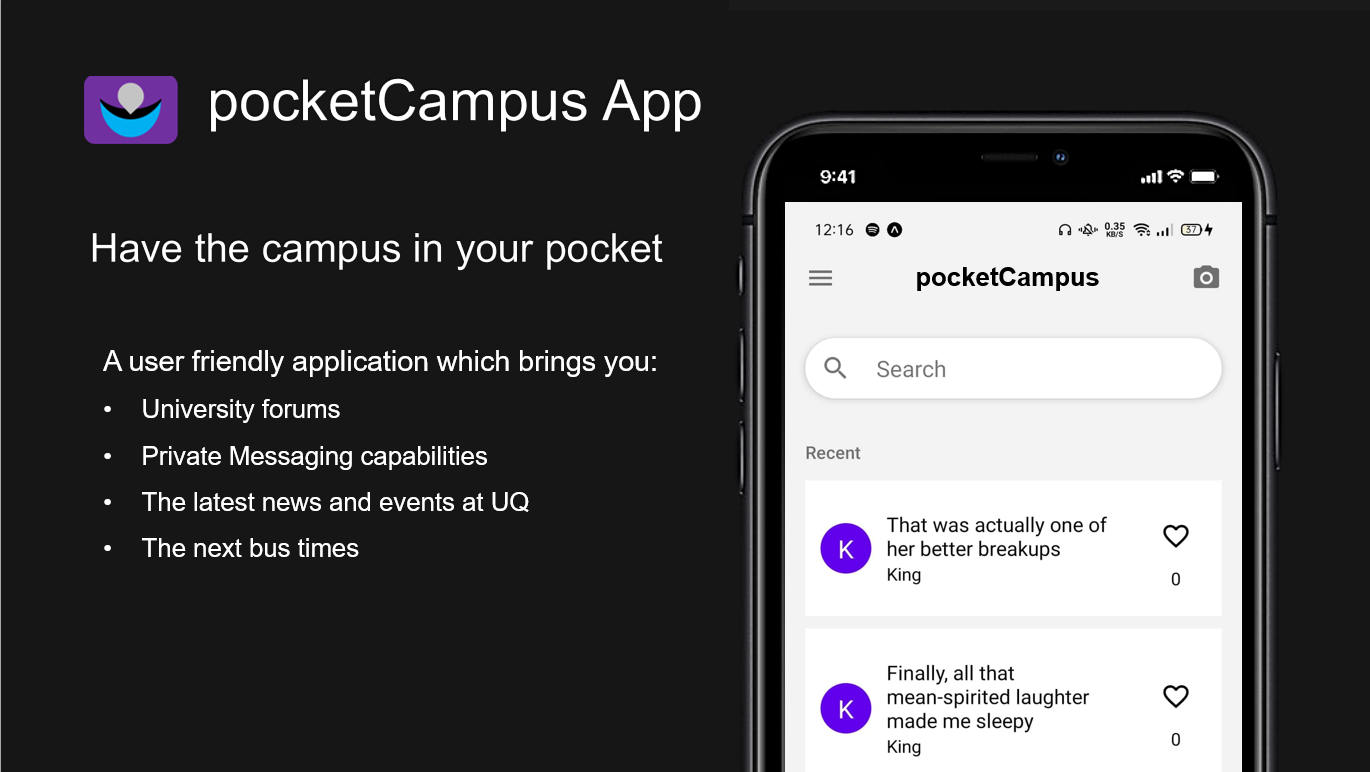 pocketCampus App
Have the campus in your pocket
A user friendly application which brings you:
• University forums
• Private Messaging capabilities
• The latest news and events at UQ
• The next bus times
9:41
12:16
0.35
KB/S
37
pocketCampus
Search
Recent
K
That was actually one of
her better breakups
King
0
K
Finally, all that
mean-spirited laughter
made me sleepy
King
0